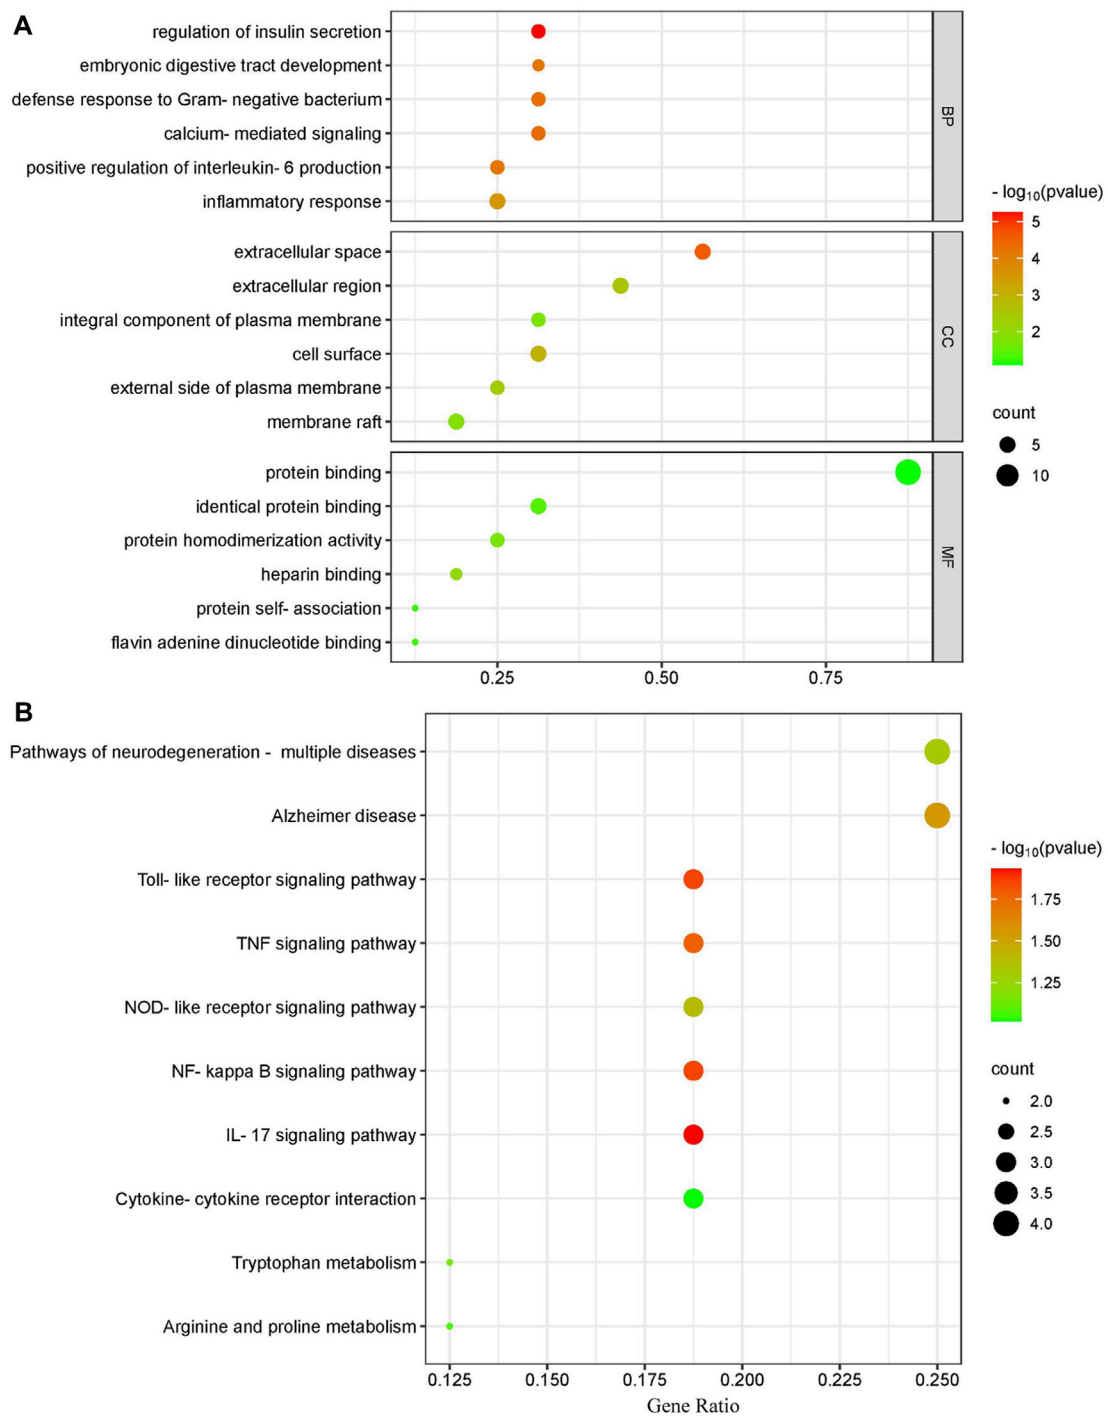 A
regulation of insulin secretion
embryonic digestive tract development
defense response to Gram- negative bacterium
calcium- mediated signaling
positive regulation of interleukin- 6 production
inflammatory response
BP
extracellular space
extracellular region
integral component of plasma membrane
cell surface
external side of plasma membrane
membrane raft
CC
protein binding
identical protein binding
protein homodimerization activity
heparin binding
protein self- association
flavin adenine dinucleotide binding
MF
0.25 0.50 0.75
- log10(pvalue)
5
4
3
2
count
5
10
B
Pathways of neurodegeneration - multiple diseases
Alzheimer disease
Toll- like receptor signaling pathway
TNF signaling pathway
NOD- like receptor signaling pathway
NF- kappa B signaling pathway
IL- 17 signaling pathway
Cytokine- cytokine receptor interaction
Tryptophan metabolism
Arginine and proline metabolism
0.125 0.150 0.175 0.200 0.225 0.250
Gene Ratio
- log10(pvalue)
1.75
1.50
1.25
count
2.0
2.5
3.0
3.5
4.0